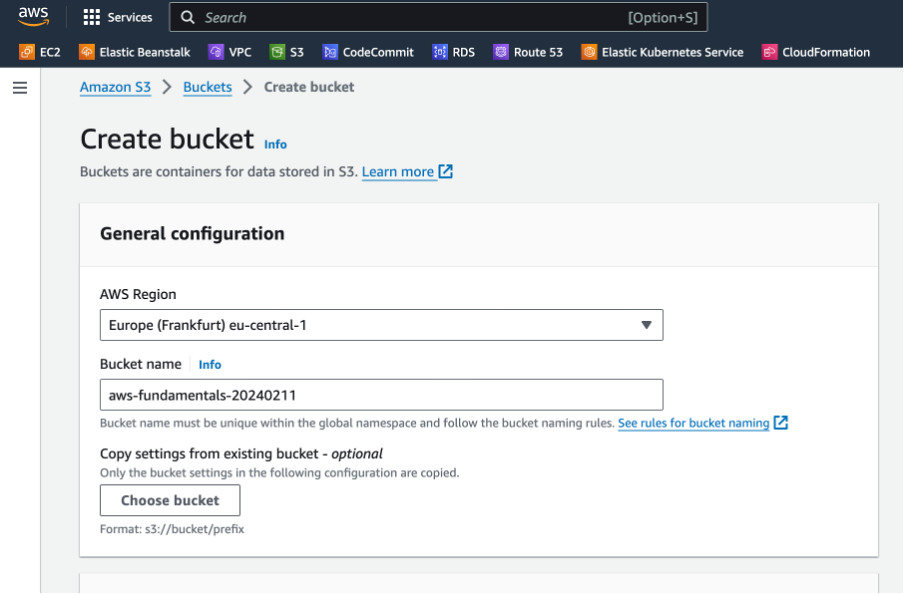 aws
Services
Search
[Option+S]
EC2 Elastic Beanstalk VPC S3 CodeCommit RDS Route 53 Elastic Kubernetes Service CloudFormation
Amazon S3 > Buckets > Create bucket
Create bucket Info
Buckets are containers for data stored in S3. Learn more
General configuration
AWS Region
Europe (Frankfurt) eu-central-1
Bucket name Info
aws-fundamentals-20240211
Bucket name must be unique within the global namespace and follow the bucket naming rules. See rules for bucket naming
Copy settings from existing bucket - optional
Only the bucket settings in the following configuration are copied.
Choose bucket
Format: s3://bucket/prefix